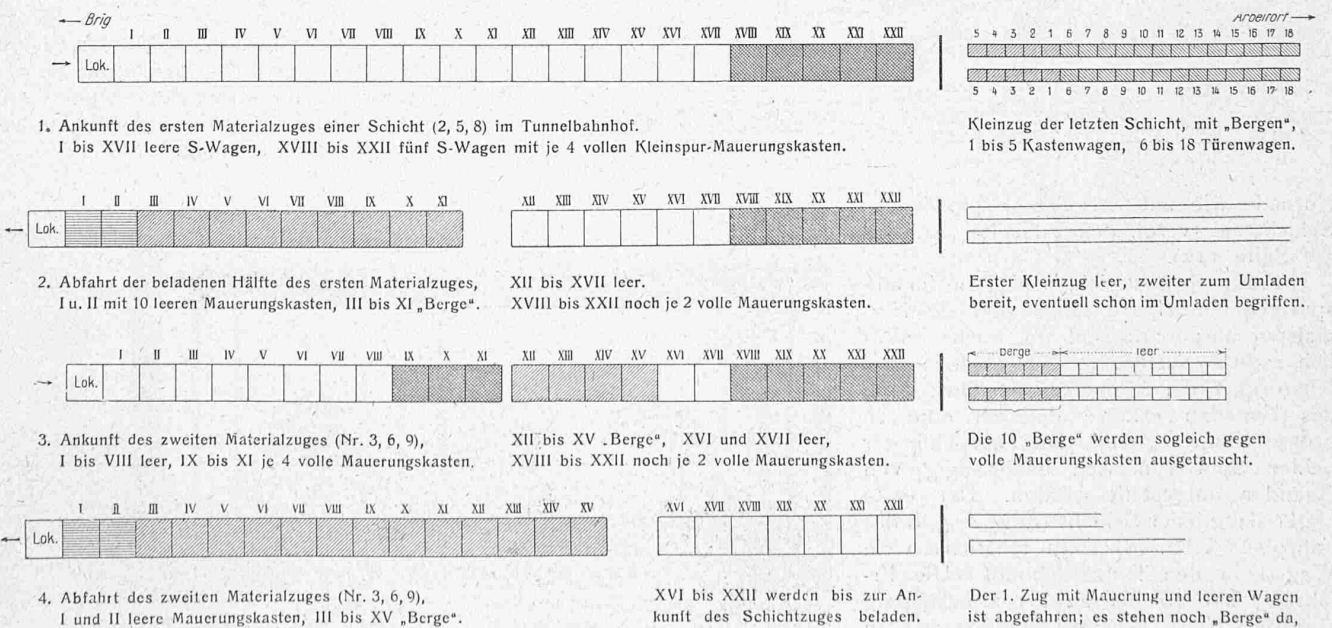 ← Brig
Arbeitort →
I II III IV V VI VII VIII IX X XI XII XIII XIV XV XVI XVII XVIII XIX XX XXI XXII
5 4 3 2 1 6 7 8 9 10 11 12 13 14 15 16 17 18
Lok.
5 4 3 2 1 6 7 8 9 10 11 12 13 14 15 16 17 18
1. Ankunft des ersten Materialzuges einer Schicht (2, 5, 8) im Tunnelbahnhof.
I bis XVII leere S-Wagen, XVIII bis XXII fünf S-Wagen mit je 4 vollen Kleinspur-Mauerungskasten.
Kleinzug der letzten Schicht, mit „Bergen“,
1 bis 5 Kastenwagen, 6 bis 18 Türenwagen.
I II III IV V VI VII VIII IX X XI
XII XIII XIV XV XVI XVII XVIII XIX XX XXI XXII
Lok.
2. Abfahrt der beladenen Hälfte des ersten Materialzuges,
I u. II mit 10 leeren Mauerungskasten, III bis XI „Berge“.
XII bis XVII leer.
XVIII bis XXII noch je 2 volle Mauerungskasten.
Erster Kleinzug leer, zweiter zum Umladen
bereit, eventuell schon im Umladen begriffen.
I II III IV V VI VII VIII IX X XI
XII XIII XIV XV XVI XVII XVIII XIX XX XXI XXII
Berge leer
Lok.
3. Ankunft des zweiten Materialzuges (Nr. 3, 6, 9),
I bis VIII leer, IX bis XI je 4 volle Mauerungskasten.
XII bis XV „Berge“, XVI und XVII leer,
XVIII bis XXII noch je 2 volle Mauerungskasten.
Die 10 „Berge“ werden sogleich gegen
volle Mauerungskasten ausgetauscht.
I II III IV V VI VII VIII IX X XI XII XIII XIV XV
XVI XVII XVIII XIX XX XXI XXII
Lok.
4. Abfahrt des zweiten Materialzuges (Nr. 3, 6, 9),
I und II leere Mauerungskasten, III bis XV „Berge“.
XVI bis XXII werden bis zur An-
kunft des Schichtzuges beladen.
Der 1. Zug mit Mauerung und leeren Wagen
ist abgefahren; es stehen noch „Berge“ da,